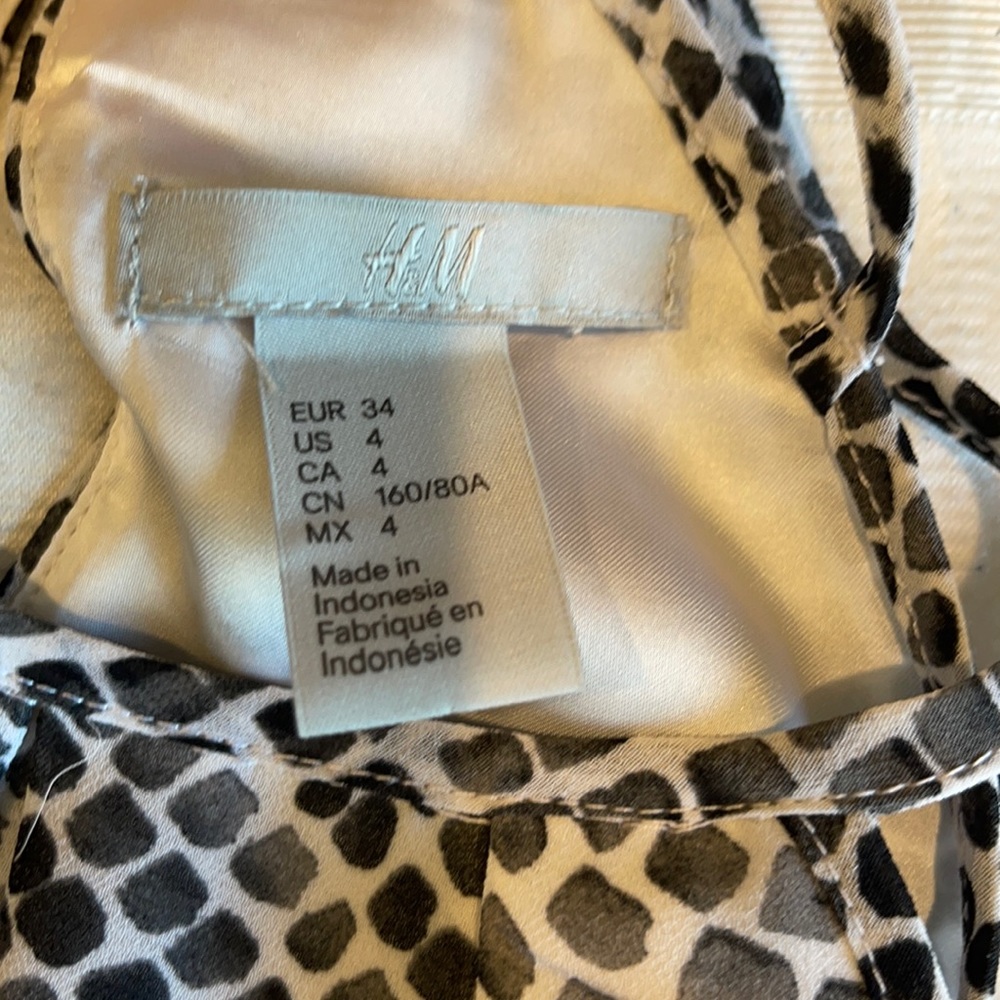 H&M
EUR 34
US 4
CA 4
CN 160/80A
MX 4
Made in
Indonesia
Fabriqué en
Indonésie